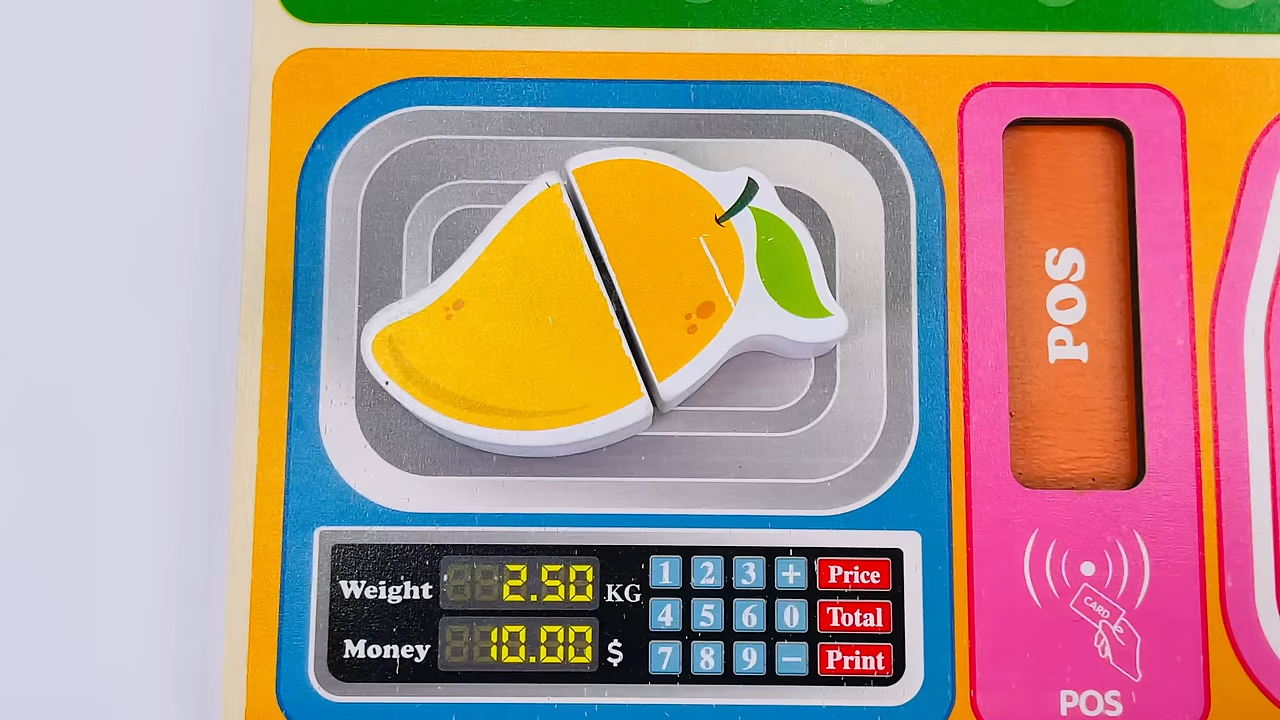 POS
Weight 2.50 KG
Money 10.00 $
1 2 3 + Price
4 5 6 0 Total
7 8 9 − Print
CARD
POS